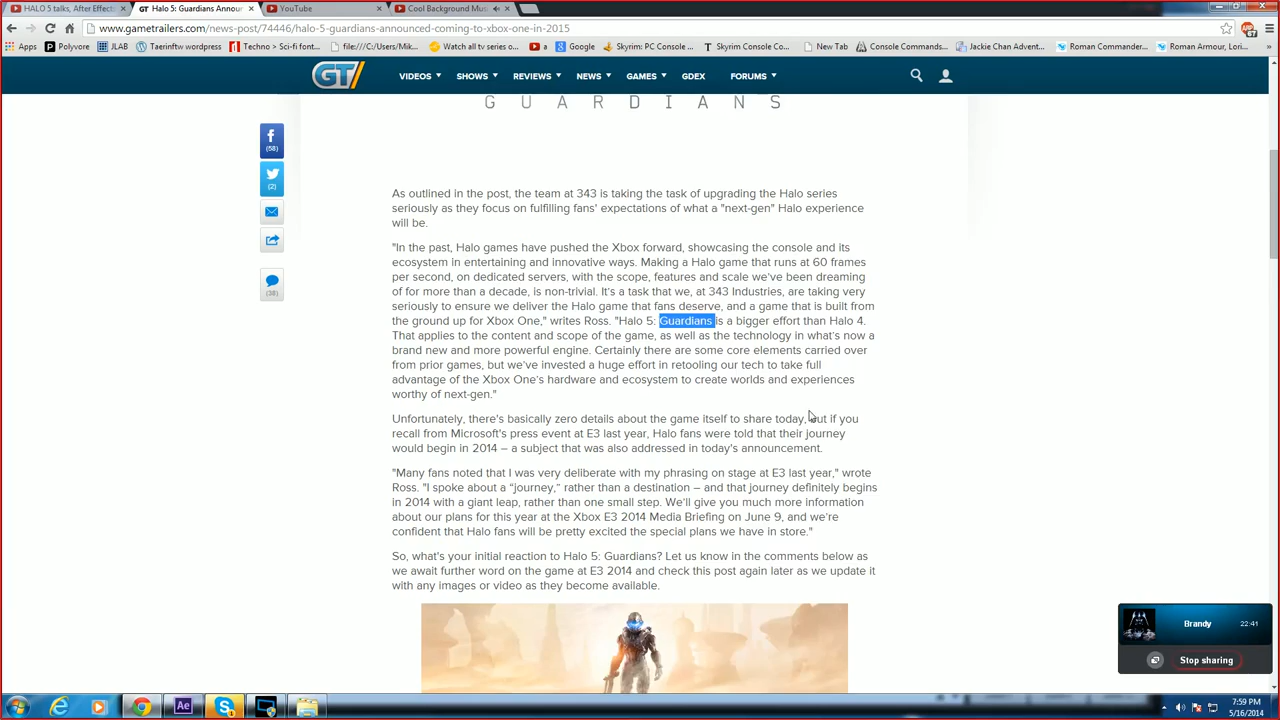 HALO 5 talks, After Effect
Halo 5: Guardians Annou
YouTube
Cool Background Mu
www.gametrailers.com/news-post/74446/halo-5-guardians-announced-coming-to-xbox-one-in-2015
Apps
Polyvore
JLAB
Taerinftw wordpress
Techno > Sci-fi font...
file:///C:/Users/Mik...
Watch all tv series o...
a
Google
Skyrim: PC Console ...
Skyrim Console Co...
New Tab
Console Commands...
Jackie Chan Advent...
Roman Commander...
Roman Armour, Lori...
GT
VIDEOS
SHOWS
REVIEWS
NEWS
GAMES
GDEX
FORUMS
GUARDIANS
(58)
(2)
(38)
As outlined in the post, the team at 343 is taking the task of upgrading the Halo series
seriously as they focus on fulfilling fans' expectations of what a "next-gen" Halo experience
will be.
"In the past, Halo games have pushed the Xbox forward, showcasing the console and its
ecosystem in entertaining and innovative ways. Making a Halo game that runs at 60 frames
per second, on dedicated servers, with the scope, features and scale we've been dreaming
of for more than a decade, is non-trivial. It's a task that we, at 343 Industries, are taking very
seriously to ensure we deliver the Halo game that fans deserve, and a game that is built from
the ground up for Xbox One," writes Ross. "Halo 5: Guardians is a bigger effort than Halo 4.
That applies to the content and scope of the game, as well as the technology in what's now a
brand new and more powerful engine. Certainly there are some core elements carried over
from prior games, but we've invested a huge effort in retooling our tech to take full
advantage of the Xbox One's hardware and ecosystem to create worlds and experiences
worthy of next-gen."
Unfortunately, there's basically zero details about the game itself to share today, but if you
recall from Microsoft's press event at E3 last year, Halo fans were told that their journey
would begin in 2014 – a subject that was also addressed in today's announcement.
"Many fans noted that I was very deliberate with my phrasing on stage at E3 last year," wrote
Ross. "I spoke about a “journey,” rather than a destination – and that journey definitely begins
in 2014 with a giant leap, rather than one small step. We'll give you much more information
about our plans for this year at the Xbox E3 2014 Media Briefing on June 9, and we're
confident that Halo fans will be pretty excited the special plans we have in store."
So, what's your initial reaction to Halo 5: Guardians? Let us know in the comments below as
we await further word on the game at E3 2014 and check this post again later as we update it
with any images or video as they become available.
Brandy
22:41
Stop sharing
Ae
7:59 PM
5/16/2014